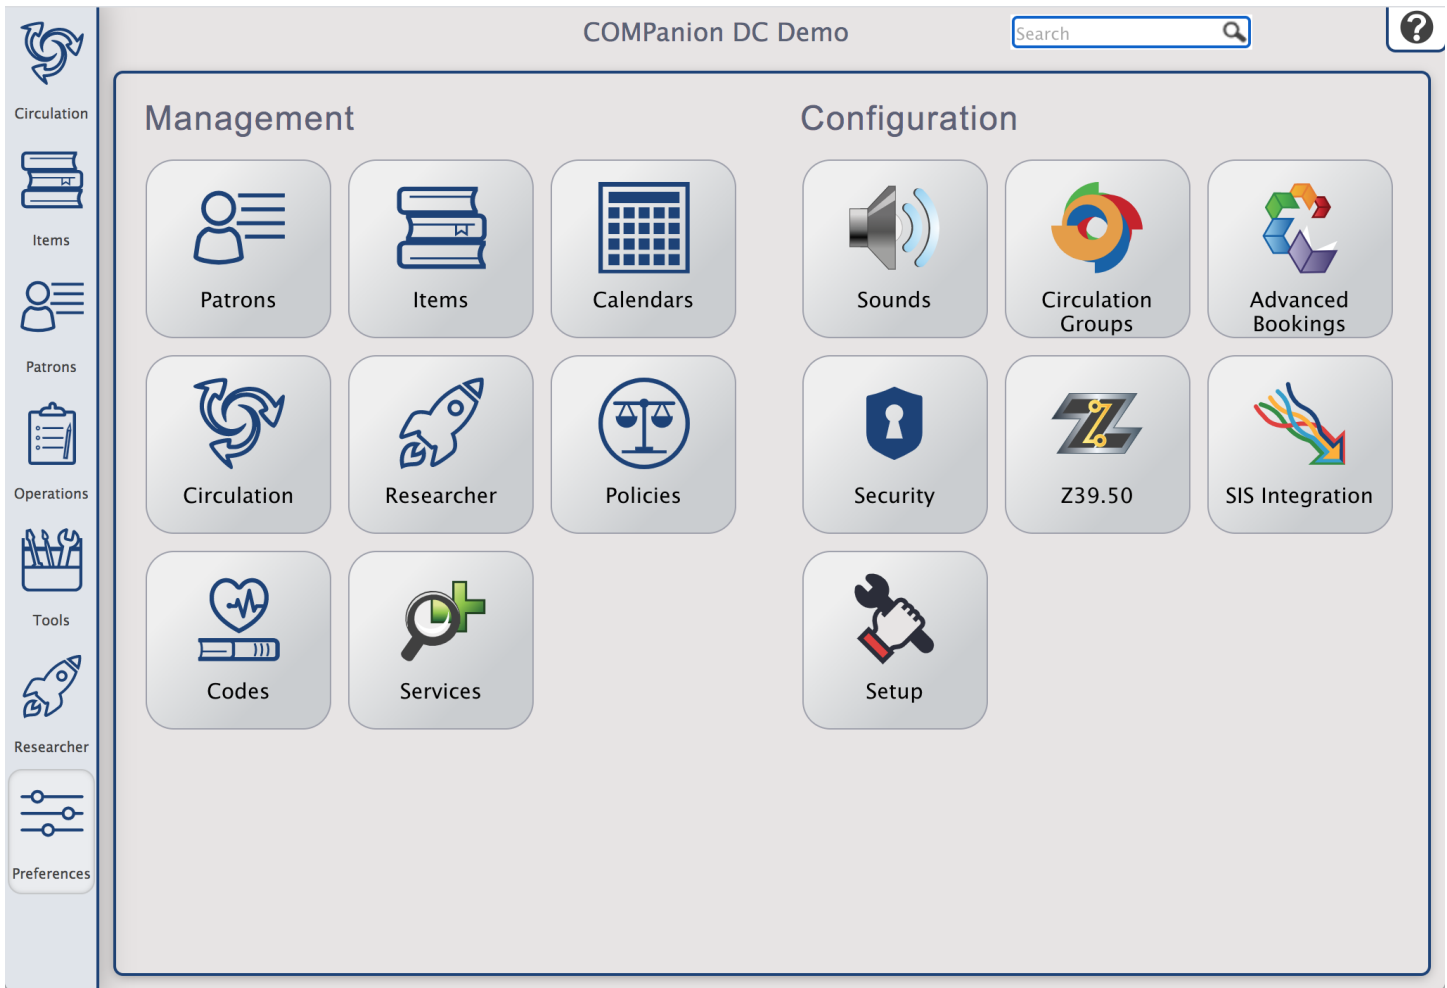 COMPanion DC Demo
Search
?
Circulation
Items
Patrons
Operations
Tools
Researcher
Preferences
Management
Patrons
Items
Calendars
Circulation
Researcher
Policies
Codes
Services
Configuration
Sounds
Circulation
Groups
Advanced
Bookings
Security
Z
Z39.50
SIS Integration
Setup